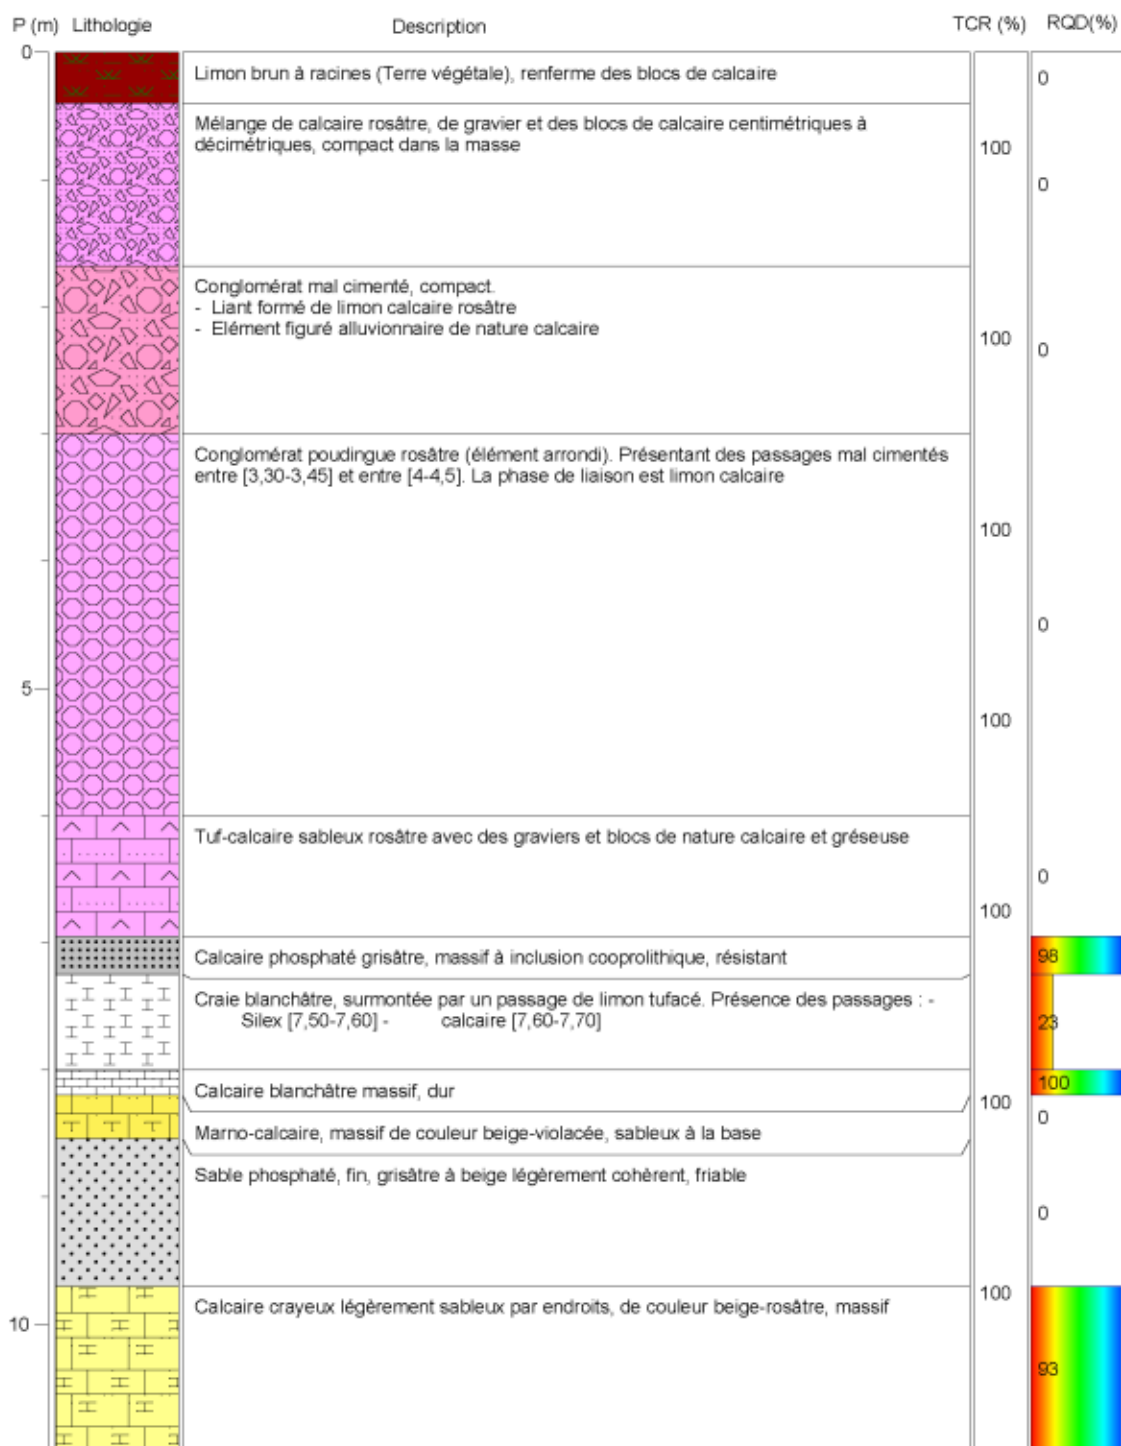 P (m) Lithologie Description TCR (%) RQD(%)
0
Limon brun à racines (Terre végétale), renferme des blocs de calcaire
0
Mélange de calcaire rosâtre, de gravier et des blocs de calcaire centimétriques à
décimétriques, compact dans la masse
100
0
Conglomérat mal cimenté, compact.
- Liant formé de limon calcaire rosâtre
- Elément figuré alluvionnaire de nature calcaire
100
0
Conglomérat poudingue rosâtre (élément arrondi). Présentant des passages mal cimentés
entre [3,30-3,45] et entre [4-4,5]. La phase de liaison est limon calcaire
100
0
5
100
Tuf-calcaire sableux rosâtre avec des graviers et blocs de nature calcaire et gréseuse
0
100
Calcaire phosphaté grisâtre, massif à inclusion cooprolithique, résistant
98
Craie blanchâtre, surmontée par un passage de limon tufacé. Présence des passages : -
Silex [7,50-7,60] - calcaire [7,60-7,70]
23
Calcaire blanchâtre massif, dur
100
100
0
Marno-calcaire, massif de couleur beige-violacée, sableux à la base
Sable phosphaté, fin, grisâtre à beige légèrement cohèrent, friable
0
100
Calcaire crayeux légèrement sableux par endroits, de couleur beige-rosâtre, massif
10
93